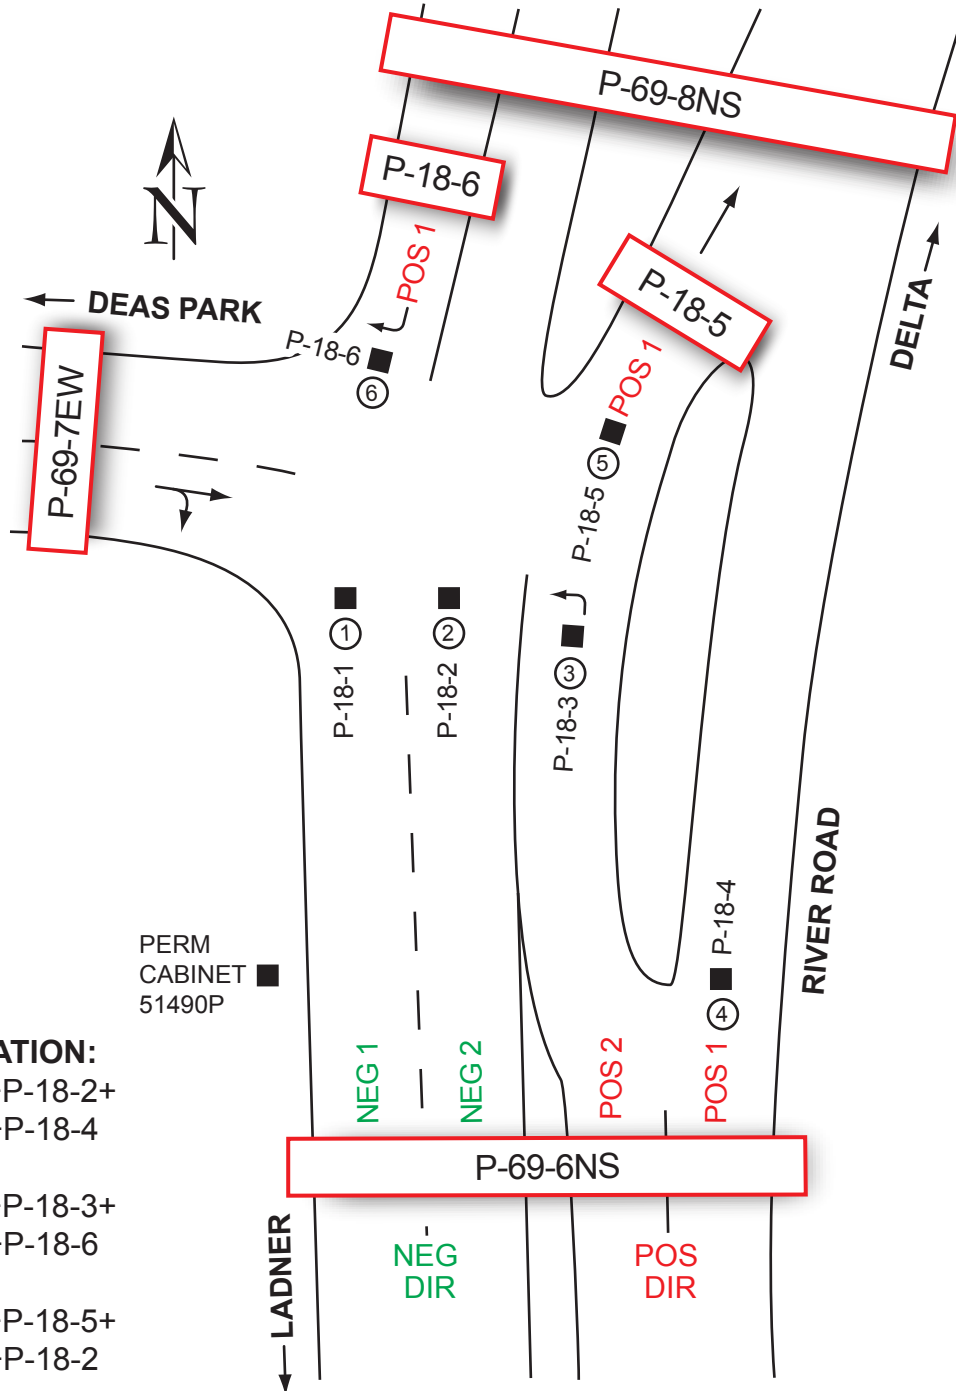 P-69-8NS
P-18-6
N
POS 1
P-18-5
DEAS PARK
DELTA
P-18-6
6
POS 1
P-69-7EW
5
P-18-5
1
2
3
P-18-1
P-18-2
P-18-3
RIVER ROAD
P-18-4
4
PERM
CABINET
51490P
ATION:
P-18-2+
P-18-4
P-18-3+
P-18-6
P-18-5+
P-18-2
NEG 1
NEG 2
POS 2
POS 1
P-69-6NS
LADNER
NEG
DIR
POS
DIR